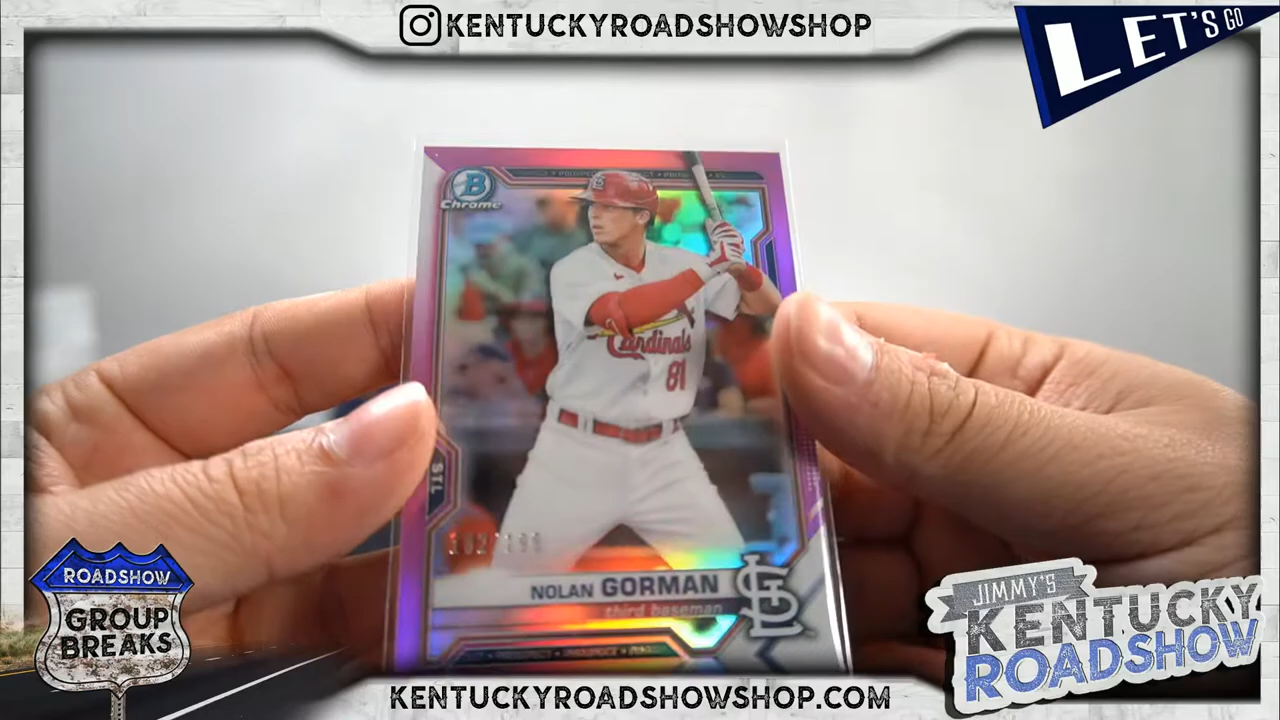 KENTUCKYROADSHOWSHOP
LET'S GO
B
Chrome
Cardinals
81
STL
NOLAN GORMAN
third baseman
STL
ROADSHOW
GROUP
BREAKS
JIMMY'S
KENTUCKY
ROADSHOW
KENTUCKYROADSHOWSHOP.COM